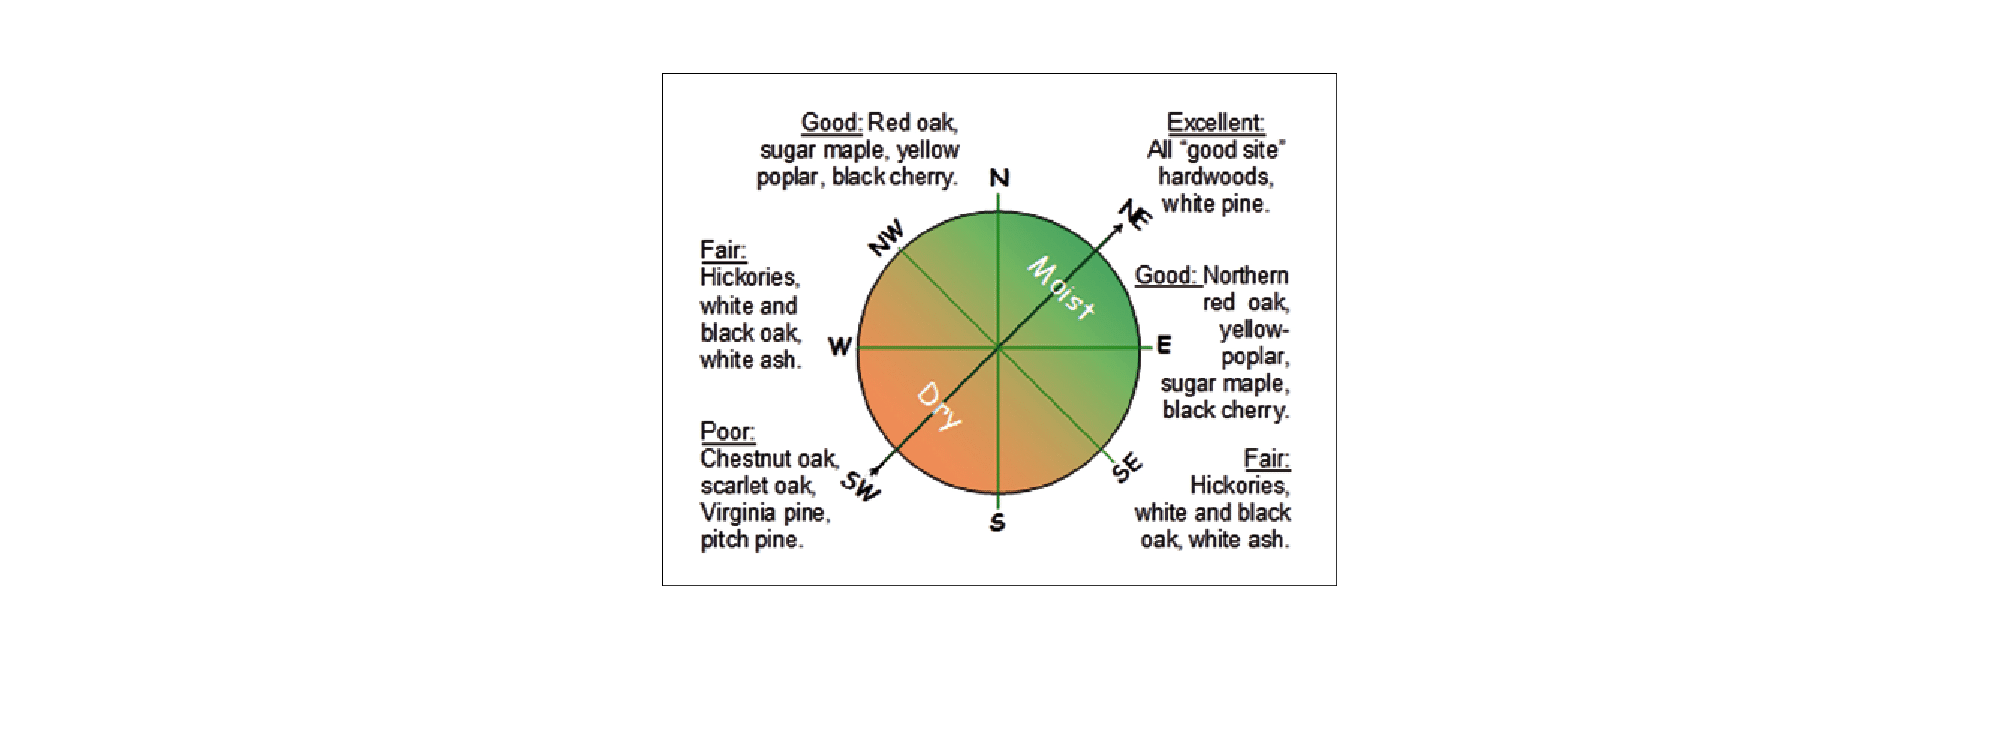 Good: Red oak,
sugar maple, yellow
poplar, black cherry.
Excellent:
All "good site"
hardwoods,
white pine.
N
NE
NW
Fair:
Hickories,
white and
black oak,
white ash.
Moist
Good: Northern
red oak,
yellow-
poplar,
sugar maple,
black cherry.
W
E
Dry
Poor:
Chestnut oak,
scarlet oak,
Virginia pine,
pitch pine.
SW
S
SE
Fair:
Hickories,
white and black
oak, white ash.